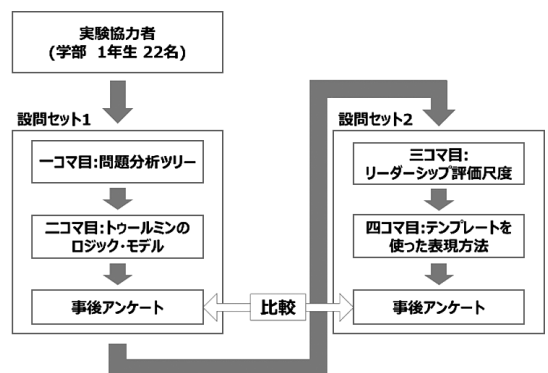 実験協力者
(学部 1年生 22名)
設問セット1
一コマ目:問題分析ツリー
二コマ目:トゥールミンの
ロジック・モデル
事後アンケート
比較
設問セット2
三コマ目:
リーダーシップ評価尺度
四コマ目:テンプレートを
使った表現方法
事後アンケート